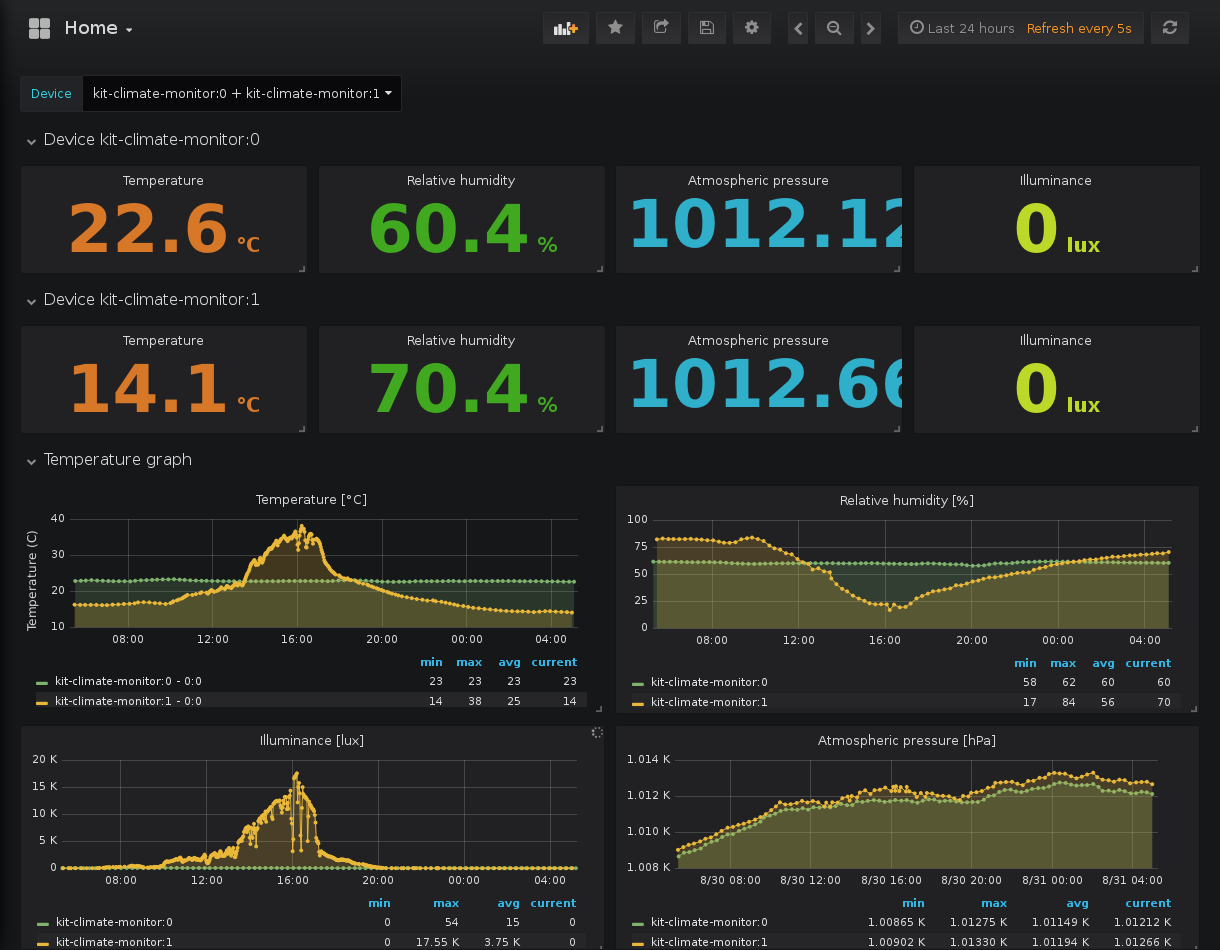 Home
Last 24 hours Refresh every 5s
Device kit-climate-monitor:0 + kit-climate-monitor:1
Device kit-climate-monitor:0
Temperature Relative humidity Atmospheric pressure Illuminance
22.6 °C 60.4 % 1012.12 0 lux
Device kit-climate-monitor:1
Temperature Relative humidity Atmospheric pressure Illuminance
14.1 °C 70.4 % 1012.66 0 lux
Temperature graph
Temperature [°C]
Temperature (C)
40
30
20
10
08:00 12:00 16:00 20:00 00:00 04:00
min max avg current
kit-climate-monitor:0 - 0:0 23 23 23 23
kit-climate-monitor:1 - 0:0 14 38 25 14
Relative humidity [%]
100
75
50
25
0
08:00 12:00 16:00 20:00 00:00 04:00
min max avg current
kit-climate-monitor:0 58 62 60 60
kit-climate-monitor:1 17 84 56 70
Illuminance [lux]
20 K
15 K
10 K
5 K
0
08:00 12:00 16:00 20:00 00:00 04:00
min max avg current
kit-climate-monitor:0 0 54 15 0
kit-climate-monitor:1 0 17.55 K 3.75 K 0
Atmospheric pressure [hPa]
1.014 K
1.012 K
1.010 K
1.008 K
8/30 08:00 8/30 12:00 8/30 16:00 8/30 20:00 8/31 00:00 8/31 04:00
min max avg current
kit-climate-monitor:0 1.00865 K 1.01275 K 1.01149 K 1.01212 K
kit-climate-monitor:1 1.00902 K 1.01330 K 1.01194 K 1.01266 K